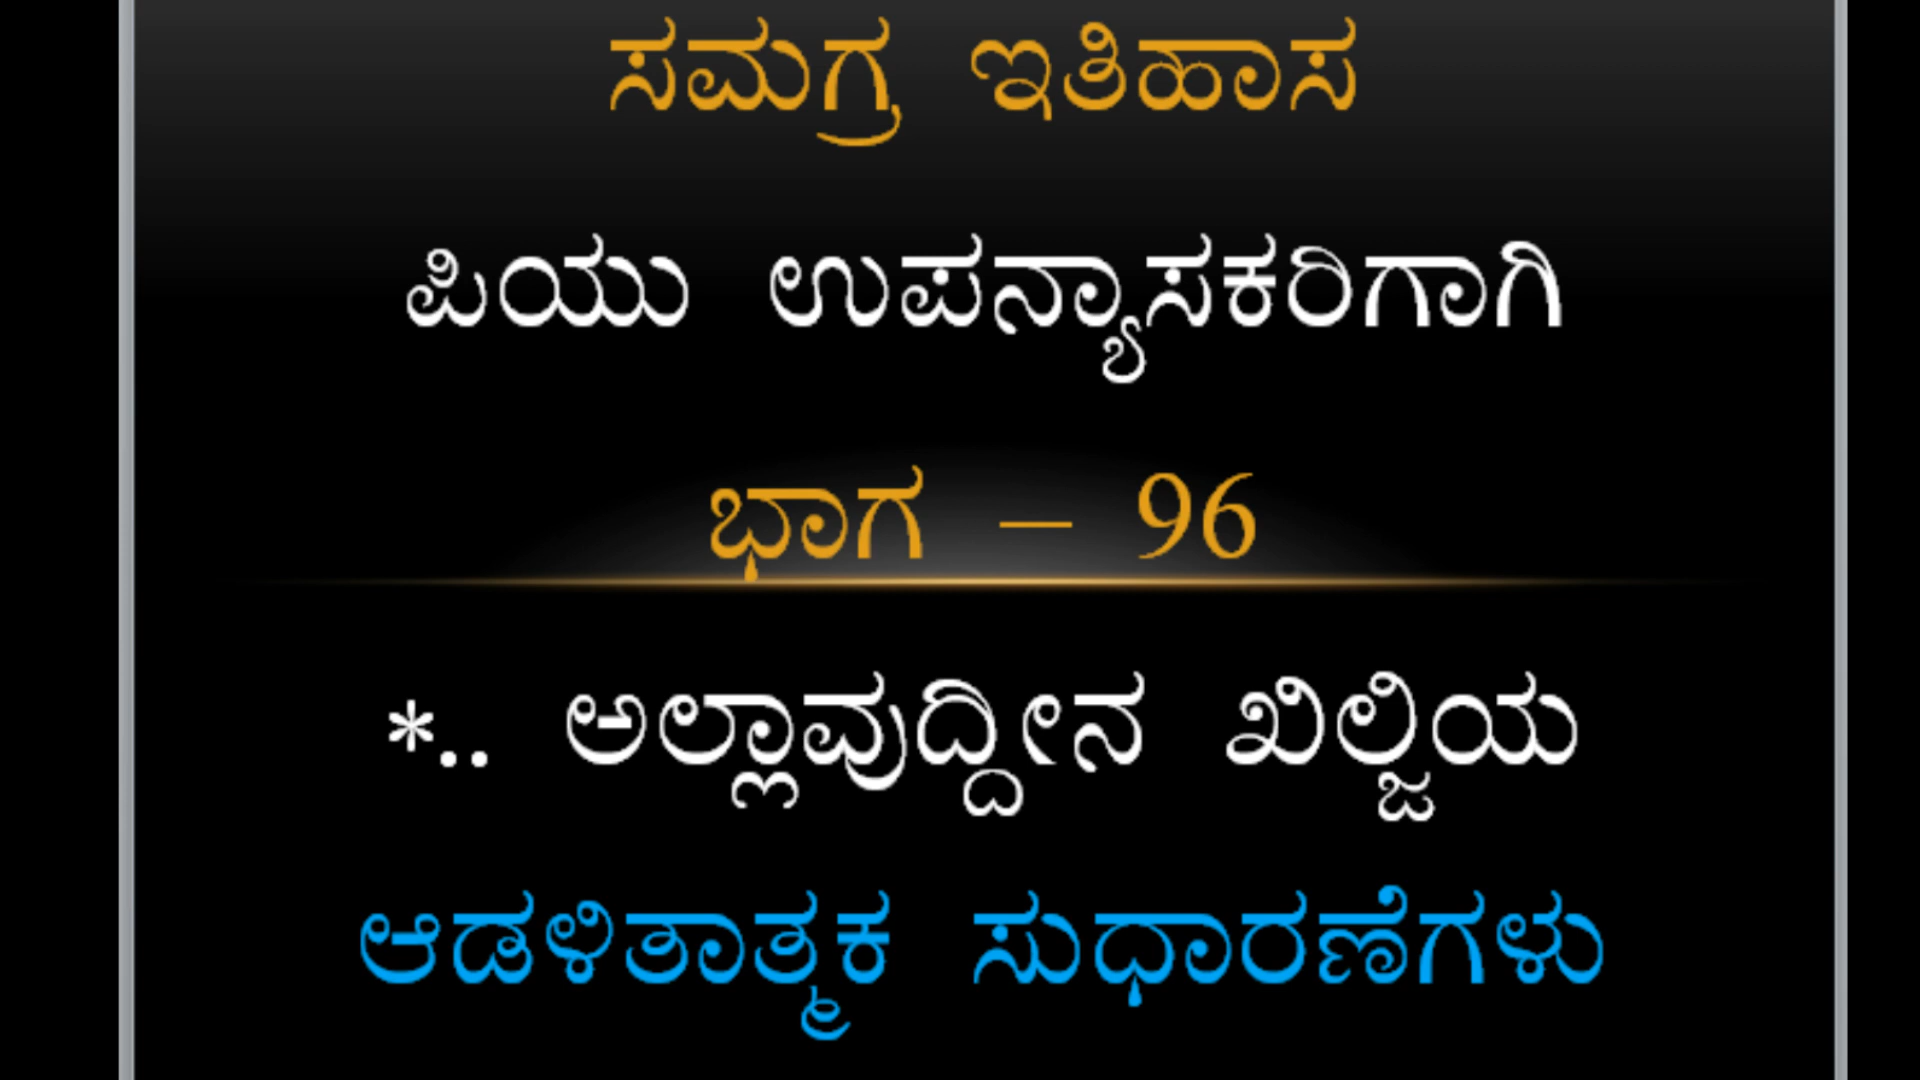 ಸಮಗ್ರ ಇತಿಹಾಸ
ಪಿಯು ಉಪನ್ಯಾಸಕರಿಗಾಗಿ
ಭಾಗ – 96
*.. ಅಲ್ಲಾವುದ್ದೀನ ಖಿಲ್ಜಿಯ
ಆಡಳಿತಾತ್ಮಕ ಸುಧಾರಣೆಗಳು